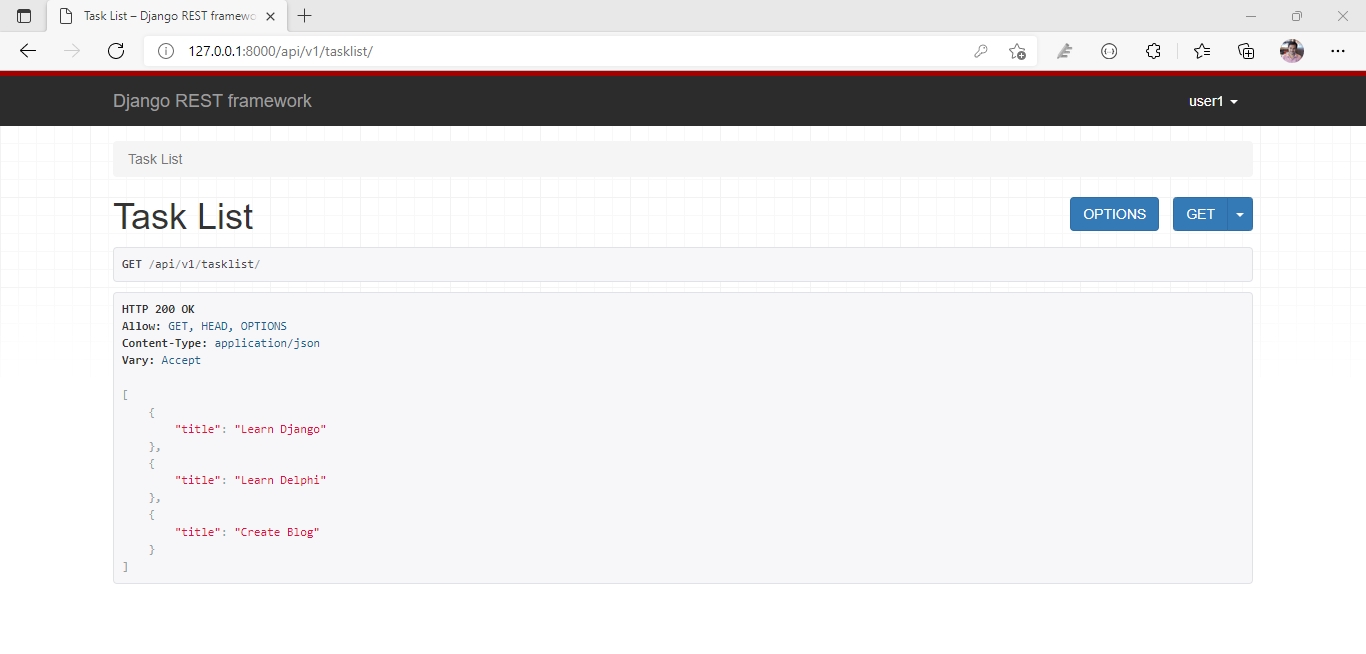 Task List – Django REST framewo
127.0.0.1:8000/api/v1/tasklist/
Django REST framework
user1
Task List
Task List
OPTIONS
GET
GET /api/v1/tasklist/
HTTP 200 OK
Allow: GET, HEAD, OPTIONS
Content-Type: application/json
Vary: Accept
[
{
"title": "Learn Django"
},
{
"title": "Learn Delphi"
},
{
"title": "Create Blog"
}
]